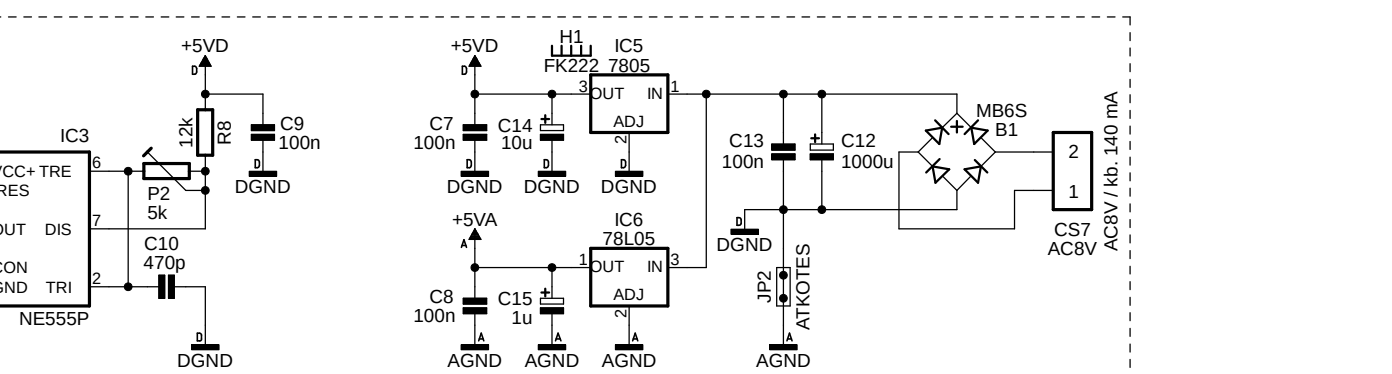 +5VD
D
12k
R8
C9
100n
D
DGND
IC3
VCC+ TRE
RES
OUT DIS
CON
GND TRI
NE555P
6
7
2
P2
5k
C10
470p
D
DGND
+5VD
D
H1
FK222
IC5
7805
3 OUT IN 1
ADJ
2
C7
100n
C14
10u
+
D
DGND
D
DGND
D
DGND
+5VA
A
IC6
78L05
1 OUT IN 3
ADJ
2
C8
100n
C15
1u
+
A
AGND
A
AGND
A
AGND
C13
100n
+
C12
1000u
D
DGND
JP2
ATKOTES
A
AGND
MB6S
B1
+
2
1
CS7
AC8V
AC8V / kb. 140 mA